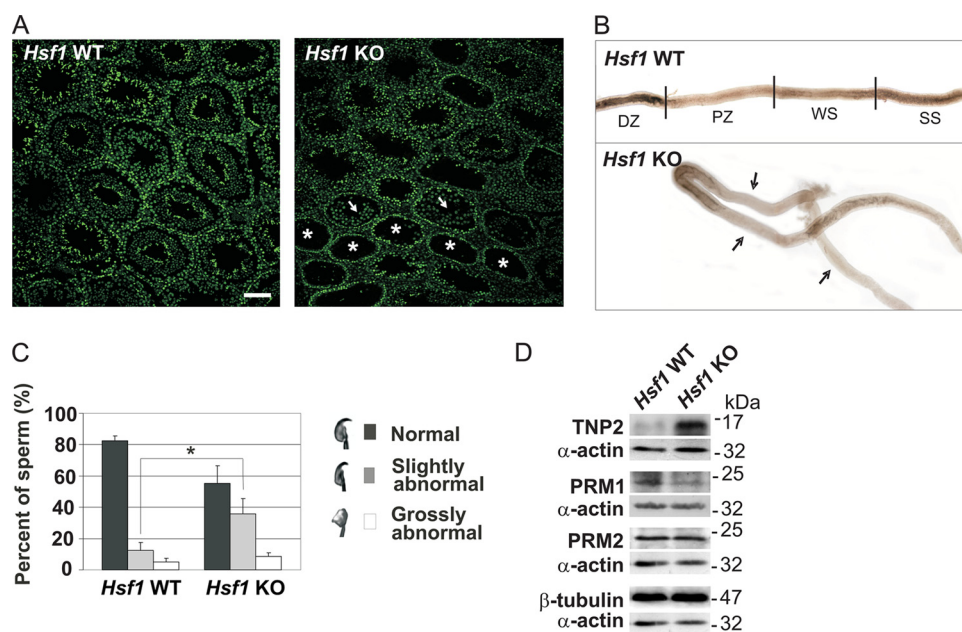 A
Hsf1 WT
Hsf1 KO
* * * * *
B
Hsf1 WT
DZ PZ WS SS
Hsf1 KO
C
Percent of sperm (%)
100
80
60
40
20
0
*
Hsf1 WT Hsf1 KO
Normal
Slightly
abnormal
Grossly
abnormal
D
Hsf1 WT Hsf1 KO
kDa
TNP2 -17
α-actin -32
PRM1 -25
α-actin -32
PRM2 -25
α-actin -32
β-tubulin -47
α-actin -32